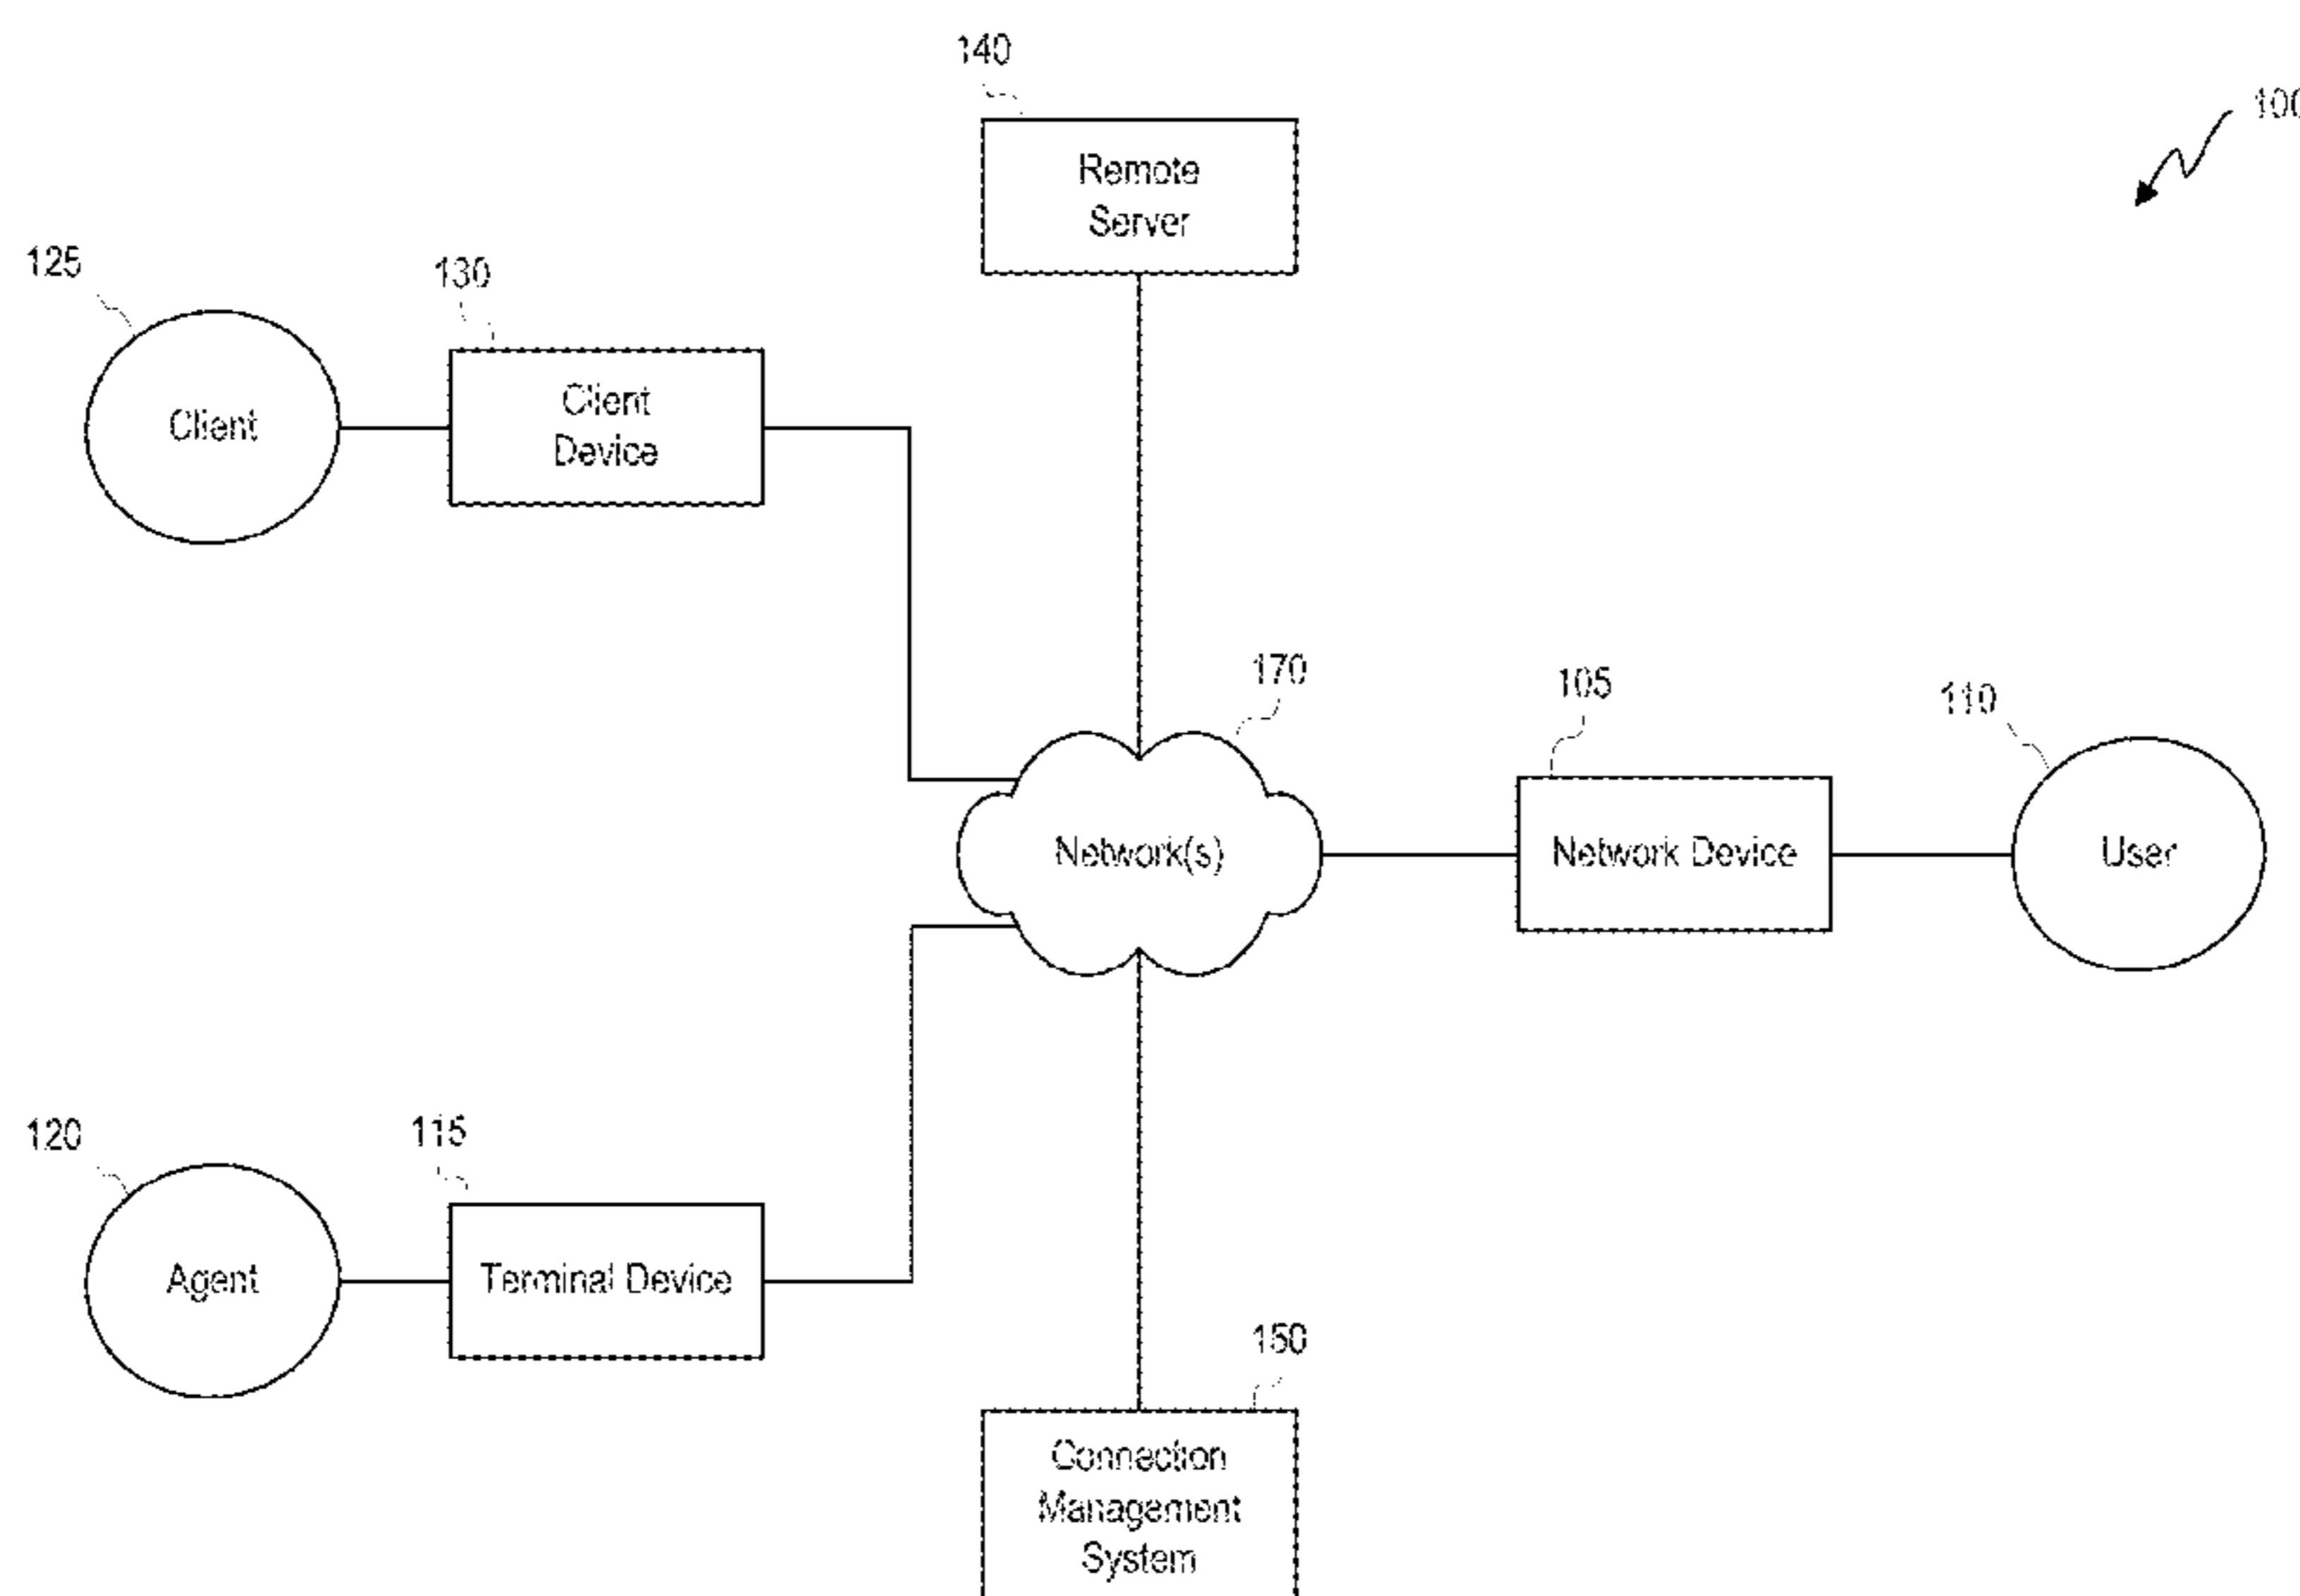 140
100
Remote
Server
125
130
Client
Client
Device
170
105
110
Network(s)
Network Device
User
120
115
Agent
Terminal Device
150
Connection
Management
System